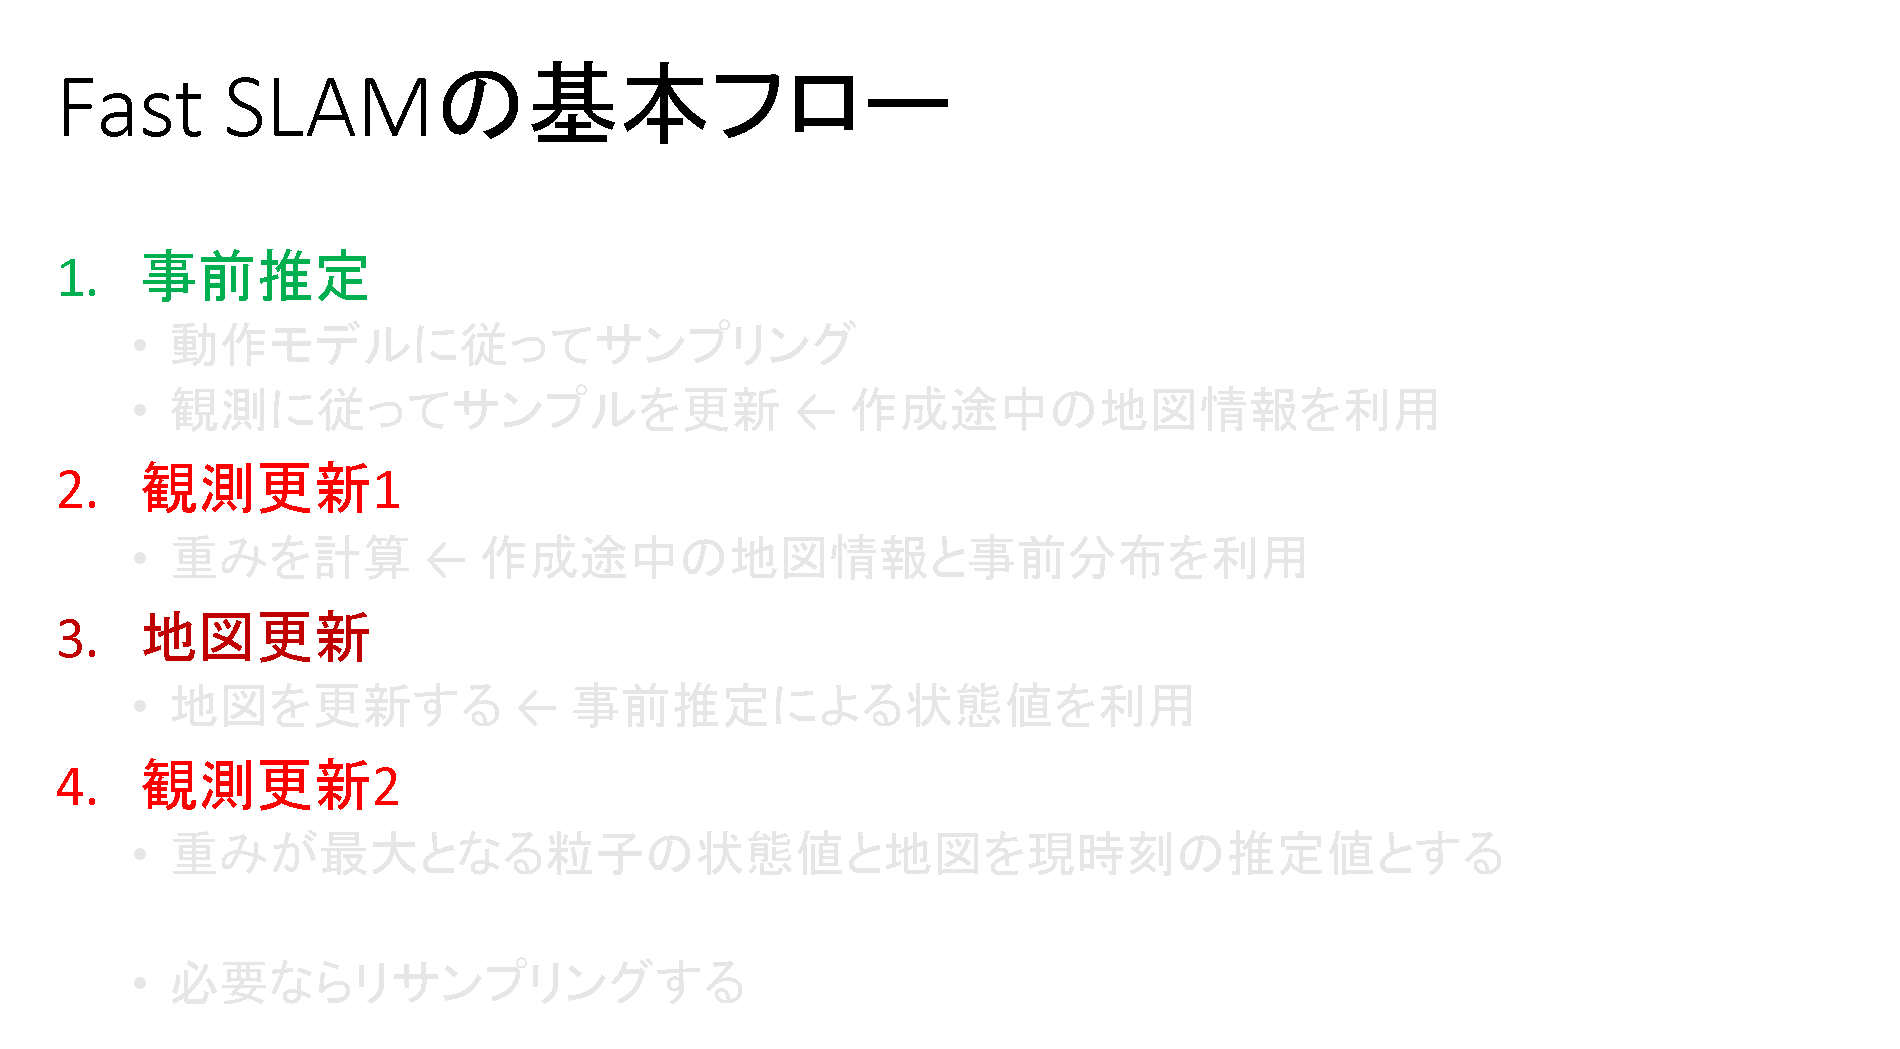 Fast SLAMの基本フロー
1. 事前推定
• 動作モデルに従ってサンプリング
• 観測に従ってサンプルを更新 ← 作成途中の地図情報を利用
2. 観測更新1
• 重みを計算 ← 作成途中の地図情報と事前分布を利用
3. 地図更新
• 地図を更新する ← 事前推定による状態値を利用
4. 観測更新2
• 重みが最大となる粒子の状態値と地図を現時刻の推定値とする
• 必要ならリサンプリングする